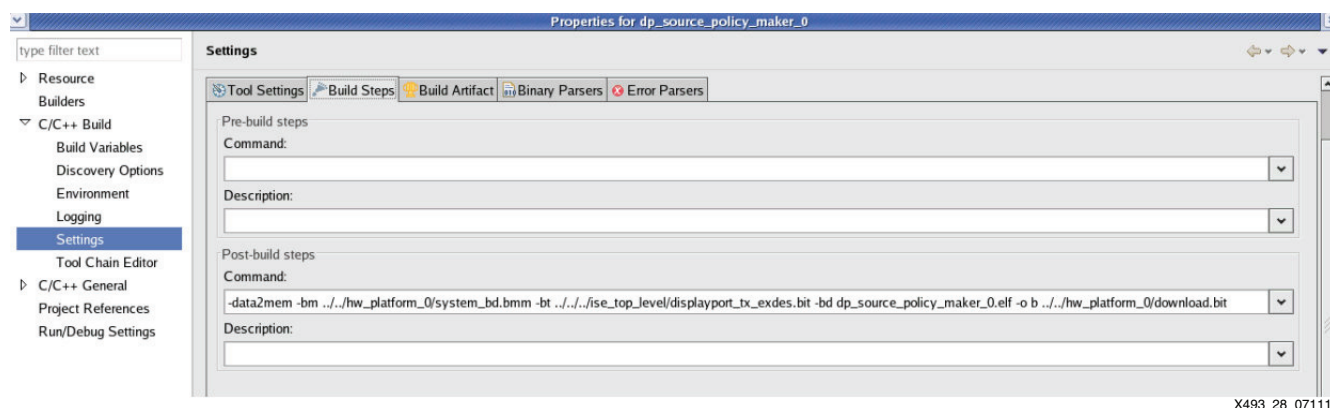 Properties for dp_source_policy_maker_0
type filter text
Settings
Resource
Builders
C/C++ Build
Build Variables
Discovery Options
Environment
Logging
Settings
Tool Chain Editor
C/C++ General
Project References
Run/Debug Settings
Tool Settings Build Steps Build Artifact Binary Parsers Error Parsers
Pre-build steps
Command:
Description:
Post-build steps
Command:
-data2mem -bm ../../hw_platform_0/system_bd.bmm -bt ../../../ise_top_level/displayport_tx_exdes.bit -bd dp_source_policy_maker_0.elf -o b ../../hw_platform_0/download.bit
Description:
X493_28_07111